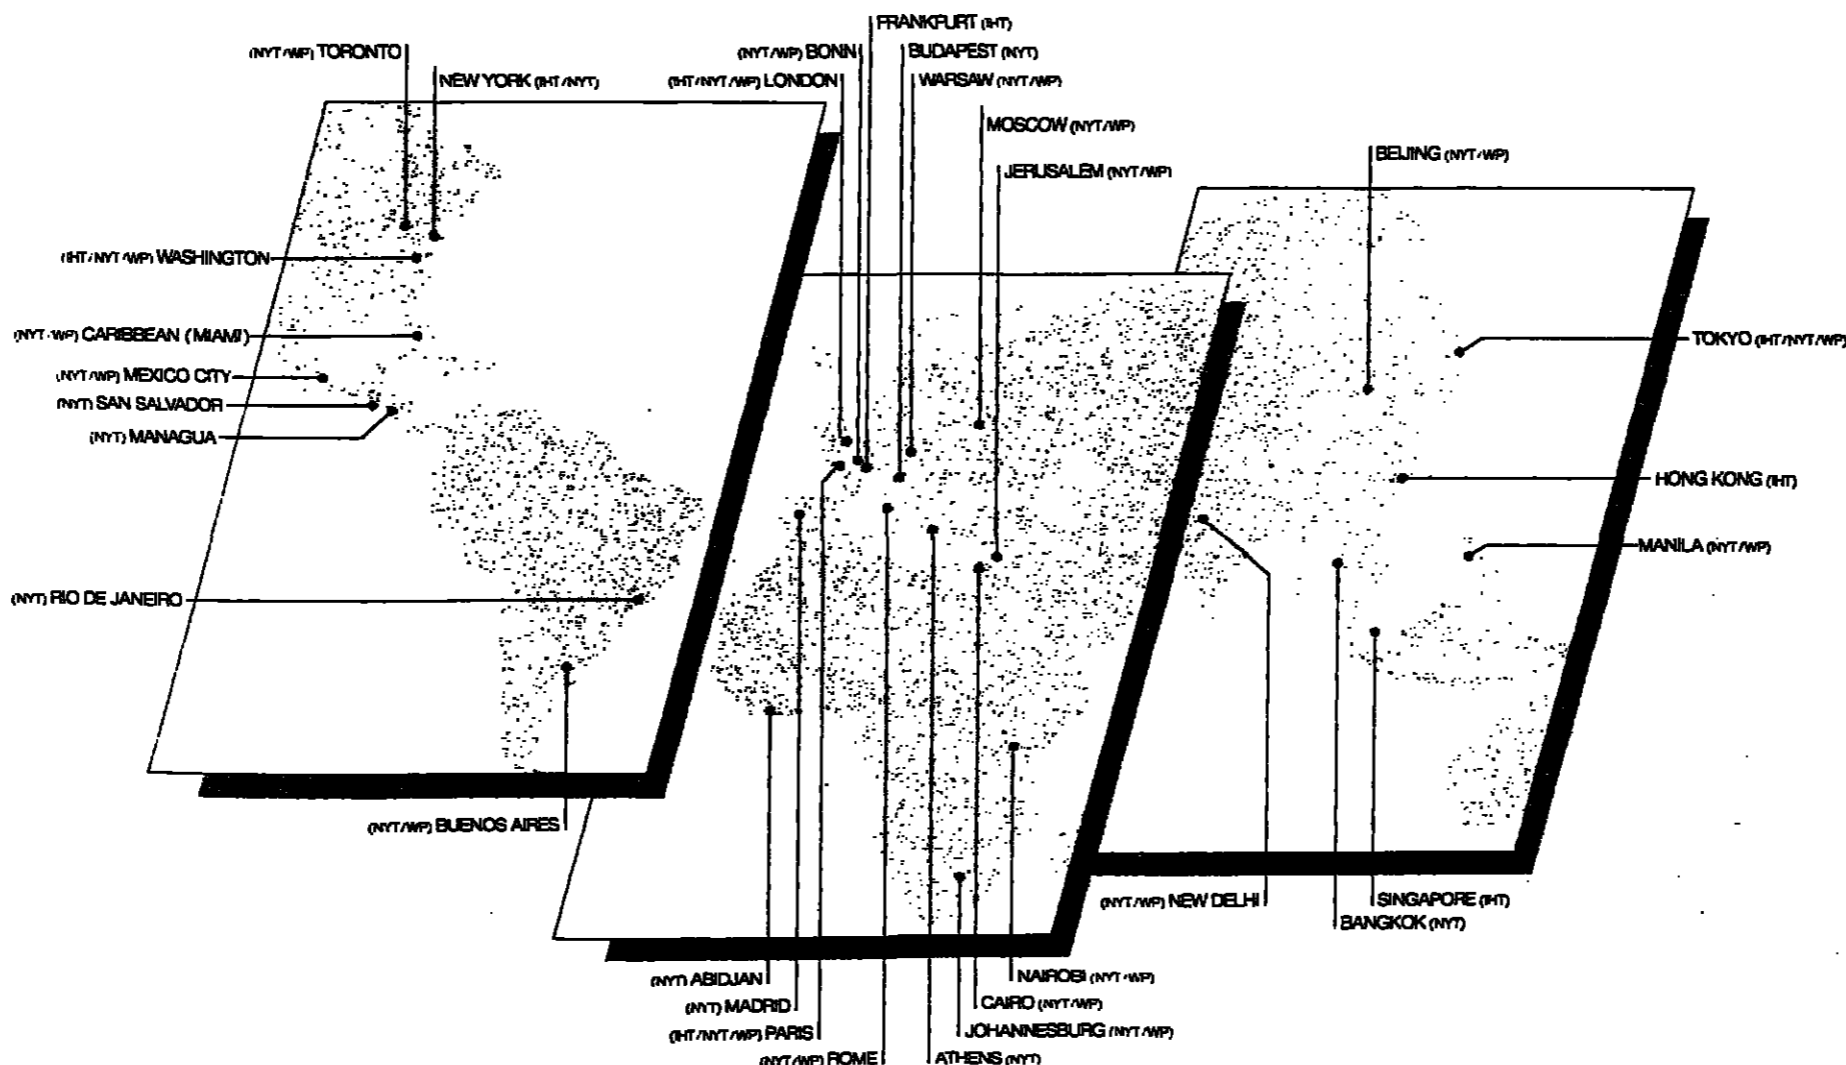 FRANKFURT (IHT)
(NYT/WP) TORONTO
(NYT/WP) BONN
BUDAPEST (NYT)
NEW YORK (IHT/NYT)
(IHT/NYT/WP) LONDON
WARSAW (NYT/WP)
MOSCOW (NYT/WP)
BEIJING (NYT/WP)
JERUSALEM (NYT/WP)
(IHT/NYT/WP) WASHINGTON
(NYT/WP) CARIBBEAN (MIAMI)
TOKYO (IHT/NYT/WP)
(NYT/WP) MEXICO CITY
(NYT) SAN SALVADOR
(NYT) MANAGUA
HONG KONG (IHT)
MANILA (NYT/WP)
(NYT) RIO DE JANEIRO
(NYT/WP) BUENOS AIRES
(NYT/WP) NEW DELHI
SINGAPORE (IHT)
BANGKOK (NYT)
(NYT) ABIDJAN
NAIROBI (NYT/WP)
(NYT) MADRID
CAIRO (NYT/WP)
(IHT/NYT/WP) PARIS
JOHANNESBURG (NYT/WP)
(NYT/WP) ROME
ATHENS (NYT)